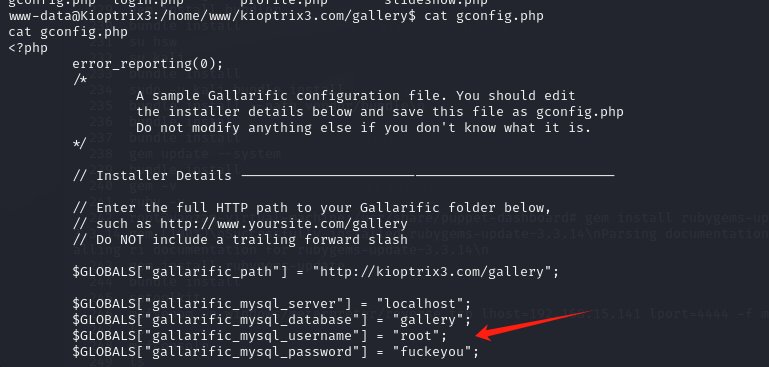 gconfig.php login.php profile.php slideshow.php
www-data@Kioptrix3:/home/www/kioptrix3.com/gallery$ cat gconfig.php
cat gconfig.php
<?php
error_reporting(0);
/*
A sample Gallarific configuration file. You should edit
the installer details below and save this file as gconfig.php
Do not modify anything else if you don't know what it is.
*/
// Installer Details ----------------------------------------------
// Enter the full HTTP path to your Gallarific folder below,
// such as http://www.yoursite.com/gallery
// Do NOT include a trailing forward slash
$GLOBALS["gallarific_path"] = "http://kioptrix3.com/gallery";
$GLOBALS["gallarific_mysql_server"] = "localhost";
$GLOBALS["gallarific_mysql_database"] = "gallery";
$GLOBALS["gallarific_mysql_username"] = "root";
$GLOBALS["gallarific_mysql_password"] = "fuckeyou";